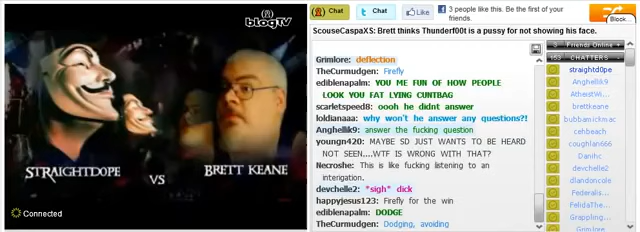 blogTV
STRAIGHTDOPE
VS
BRETT KEANE
Connected
Chat
Chat
Like
3 people like this. Be the first of your
friends.
Block...
ScouseCaspaXS: Brett thinks Thunderf00t is a pussy for not showing his face.
Grimlore: deflection
TheCurmudgen: Firefly
ediblenapalm: YOU ME FUN OF HOW PEOPLE
LOOK YOU FAT LYING CUNTBAG
scarletspeed8: oooh he didnt answer
loldianaaa: why won't he answer any questions?!
Anghellik9: answer the fucking question
youngn420: MAYBE SD JUST WANTS TO BE HEARD
NOT SEEN....WTF IS WRONG WITH THAT?
Necroshe: This is like fucking listening to an
interigation.
devchelle2: *sigh* dick
happyjesus123: Firefly for the win
ediblenapalm: DODGE
TheCurmudgen: Dodging, avoiding
3 Friends Online
153 CHATTERS
straightd0pe
Anghellik9
AtheistWi...
brettkeane
bubbamickmac
cehbeach
coughlan666
Danihc
devchelle2
dlandoncole
Federalis...
FelidaThe...
Grappling...
Grimlore